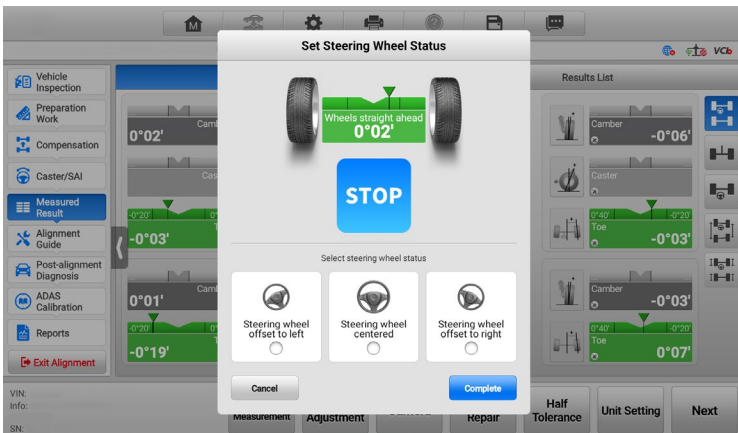 M
Set Steering Wheel Status
VCI
Vehicle
Inspection
Preparation
Work
Compensation
Caster/SAI
Measured
Result
Alignment
Guide
Post-alignment
Diagnosis
ADAS
Calibration
Reports
Exit Alignment
Results List
Wheels straight ahead
0°02'
STOP
Select steering wheel status
Steering wheel
offset to left
Steering wheel
centered
Steering wheel
offset to right
Cancel
Complete
0°02'
-0°20'
-0°03'
0°01'
-0°20'
-0°19'
Camber
-0°06'
Caster
0°40'
-0°20'
Toe
-0°03'
Camber
-0°03'
0°40'
-0°20'
Toe
0°07'
VIN:
Info:
SN:
Measurement
Adjustment
Repair
Half
Tolerance
Unit Setting
Next